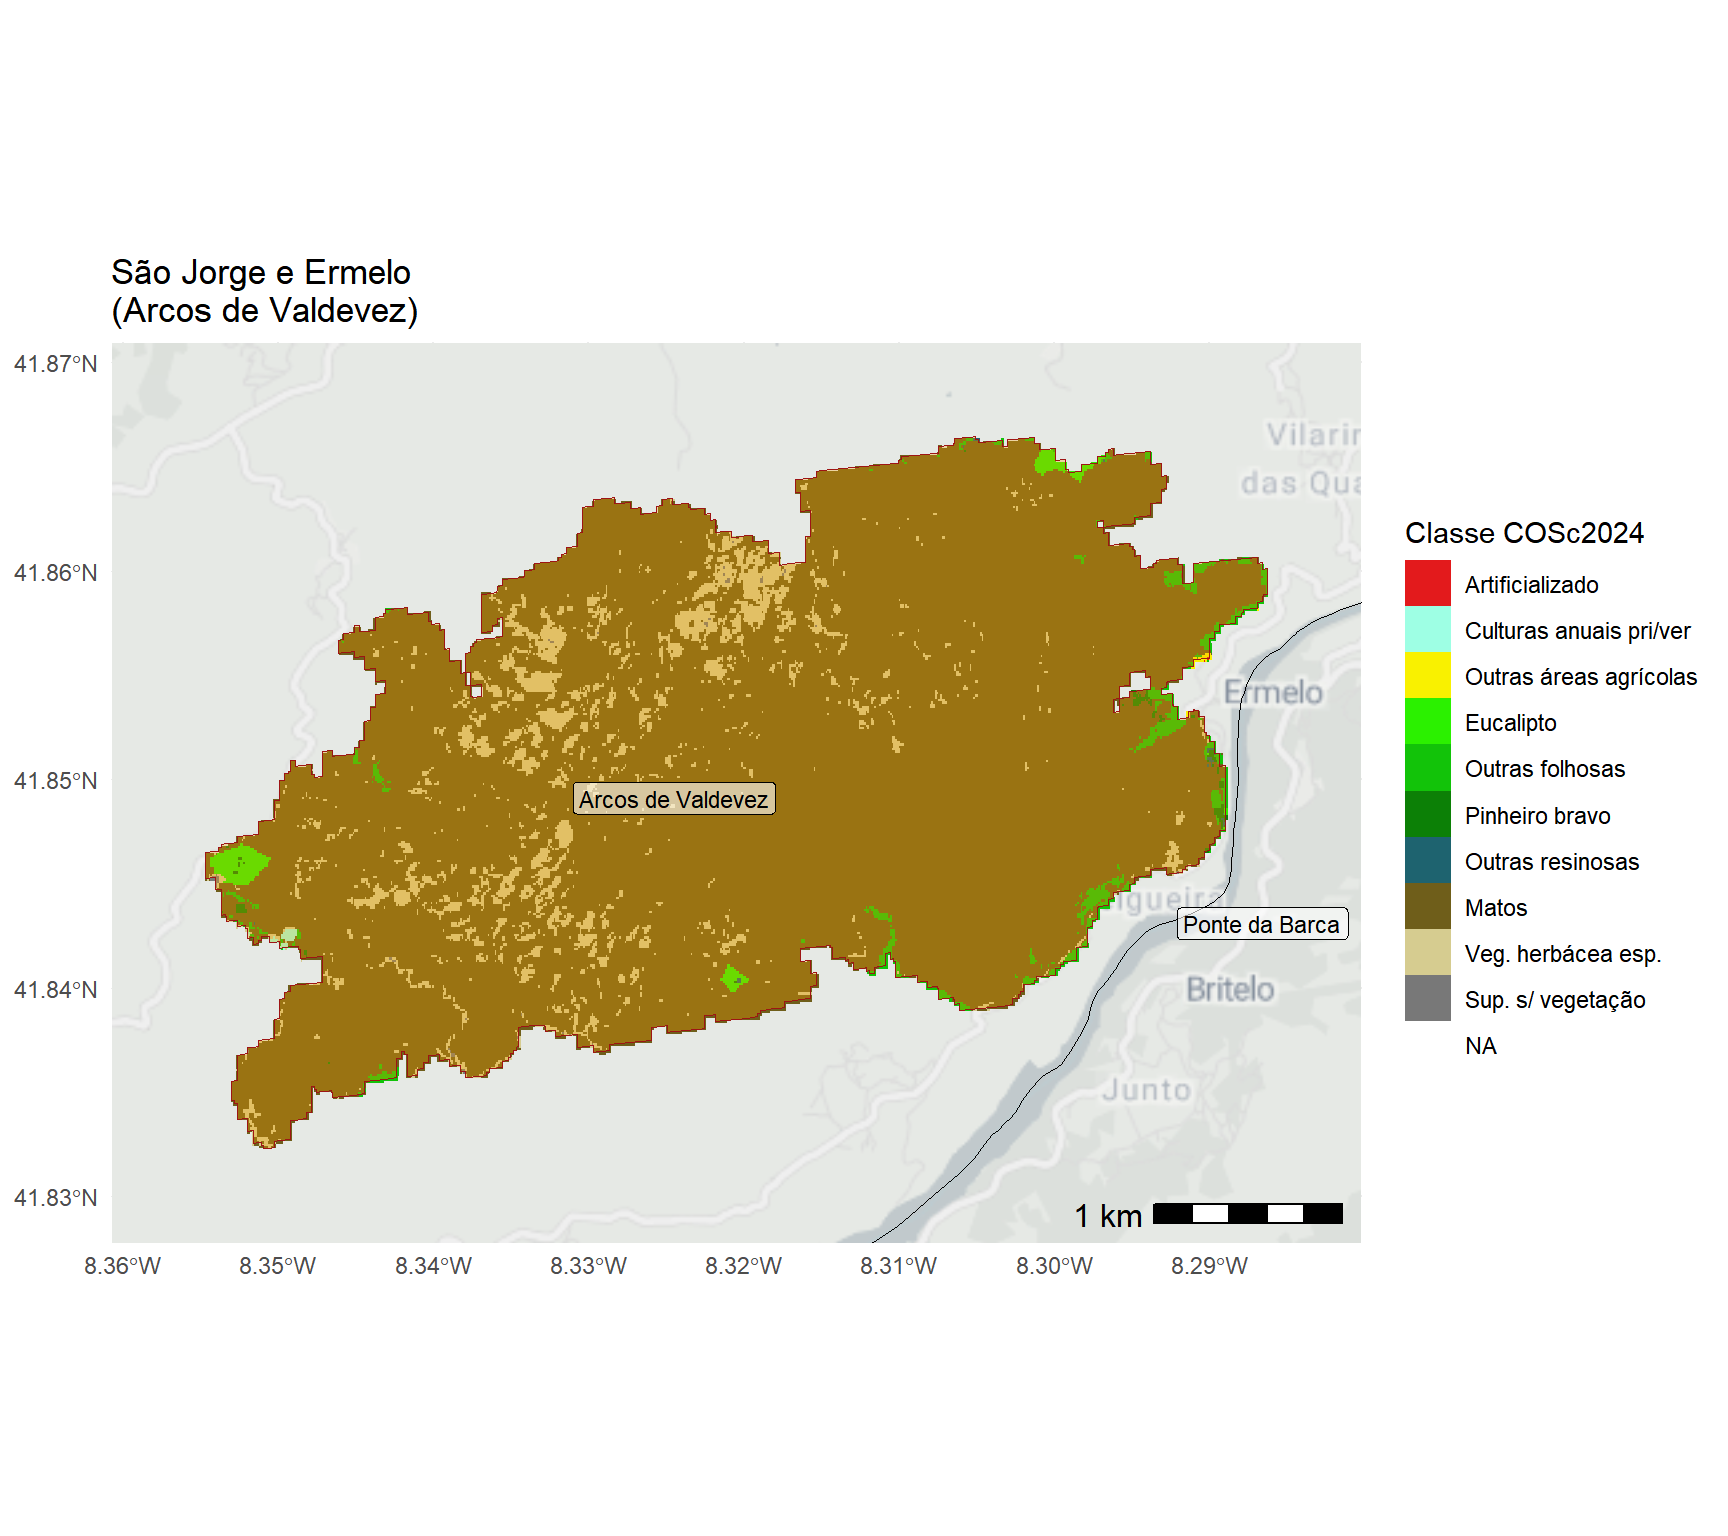 São Jorge e Ermelo
(Arcos de Valdevez)
41.87°N
41.86°N
41.85°N
41.84°N
41.83°N
8.36°W
8.35°W
8.34°W
8.33°W
8.32°W
8.31°W
8.30°W
8.29°W
Vilarin
das Qua
Ermelo
Arcos de Valdevez
igueira
Ponte da Barca
Britelo
Junto
1 km
Classe COSc2024
Artificializado
Culturas anuais pri/ver
Outras áreas agrícolas
Eucalipto
Outras folhosas
Pinheiro bravo
Outras resinosas
Matos
Veg. herbácea esp.
Sup. s/ vegetação
NA